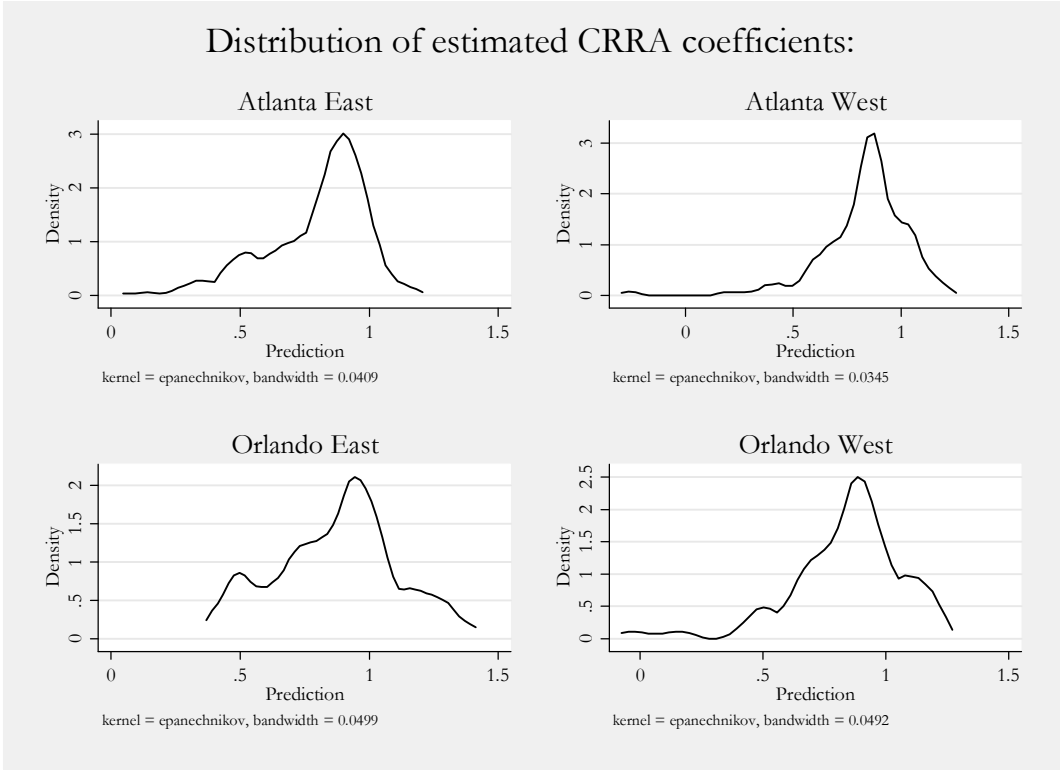 Distribution of estimated CRRA coefficients:
Atlanta East
Density
3
2
1
0
0 .5 1 1.5
Prediction
kernel = epanechnikov, bandwidth = 0.0409
Atlanta West
Density
3
2
1
0
0 .5 1 1.5
Prediction
kernel = epanechnikov, bandwidth = 0.0345
Orlando East
Density
2
1.5
1
.5
0
0 .5 1 1.5
Prediction
kernel = epanechnikov, bandwidth = 0.0499
Orlando West
Density
2.5
2
1.5
1
.5
0
0 .5 1 1.5
Prediction
kernel = epanechnikov, bandwidth = 0.0492